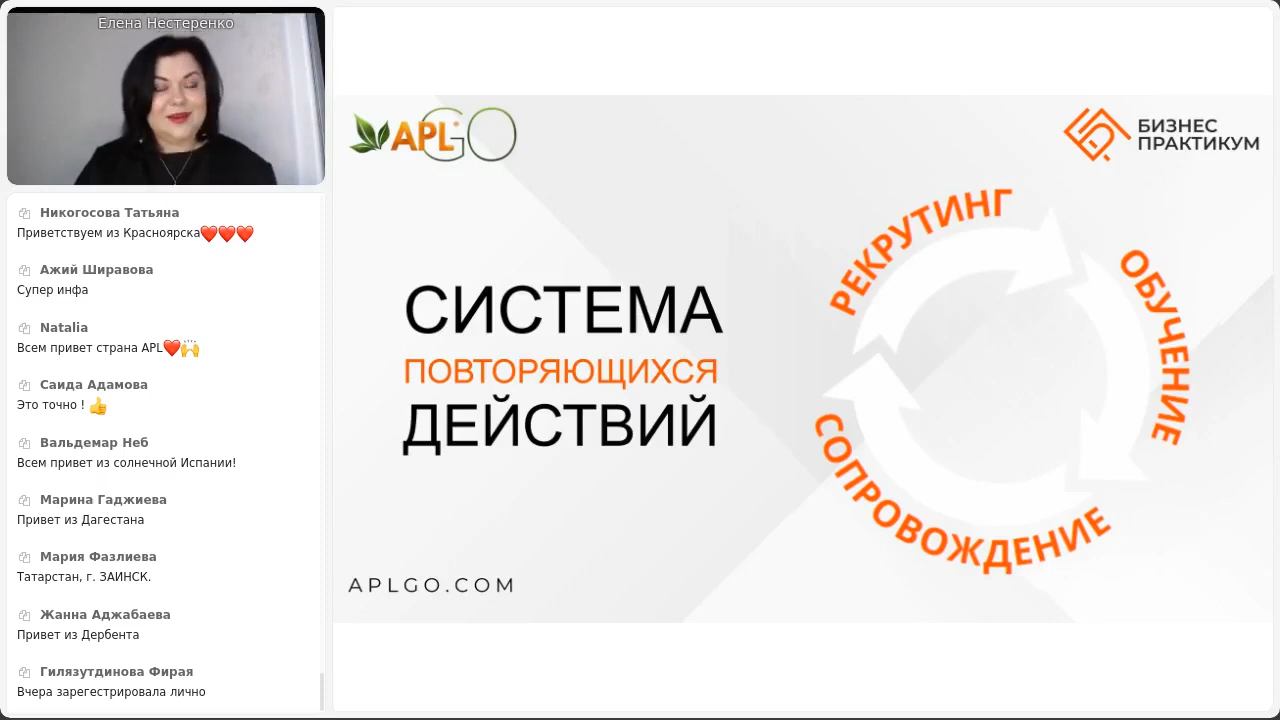 Елена Нестеренко
Никогосова Татьяна
Приветствуем из Красноярска❤️❤️❤️
Ажий Ширавова
Супер инфа
Natalia
Всем привет страна APL❤️🙌
Саида Адамова
Это точно ! 👍
Вальдемар Неб
Всем привет из солнечной Испании!
Марина Гаджиева
Привет из Дагестана
Мария Фазлиева
Татарстан, г. ЗАИНСК.
Жанна Аджабаева
Привет из Дербента
Гилязутдинова Фирая
Вчера зарегестрировала лично
APLGO
БИЗНЕС
ПРАКТИКУМ
СИСТЕМА
ПОВТОРЯЮЩИХСЯ
ДЕЙСТВИЙ
РЕКРУТИНГ
ОБУЧЕНИЕ
СОПРОВОЖДЕНИЕ
APLGO.COM